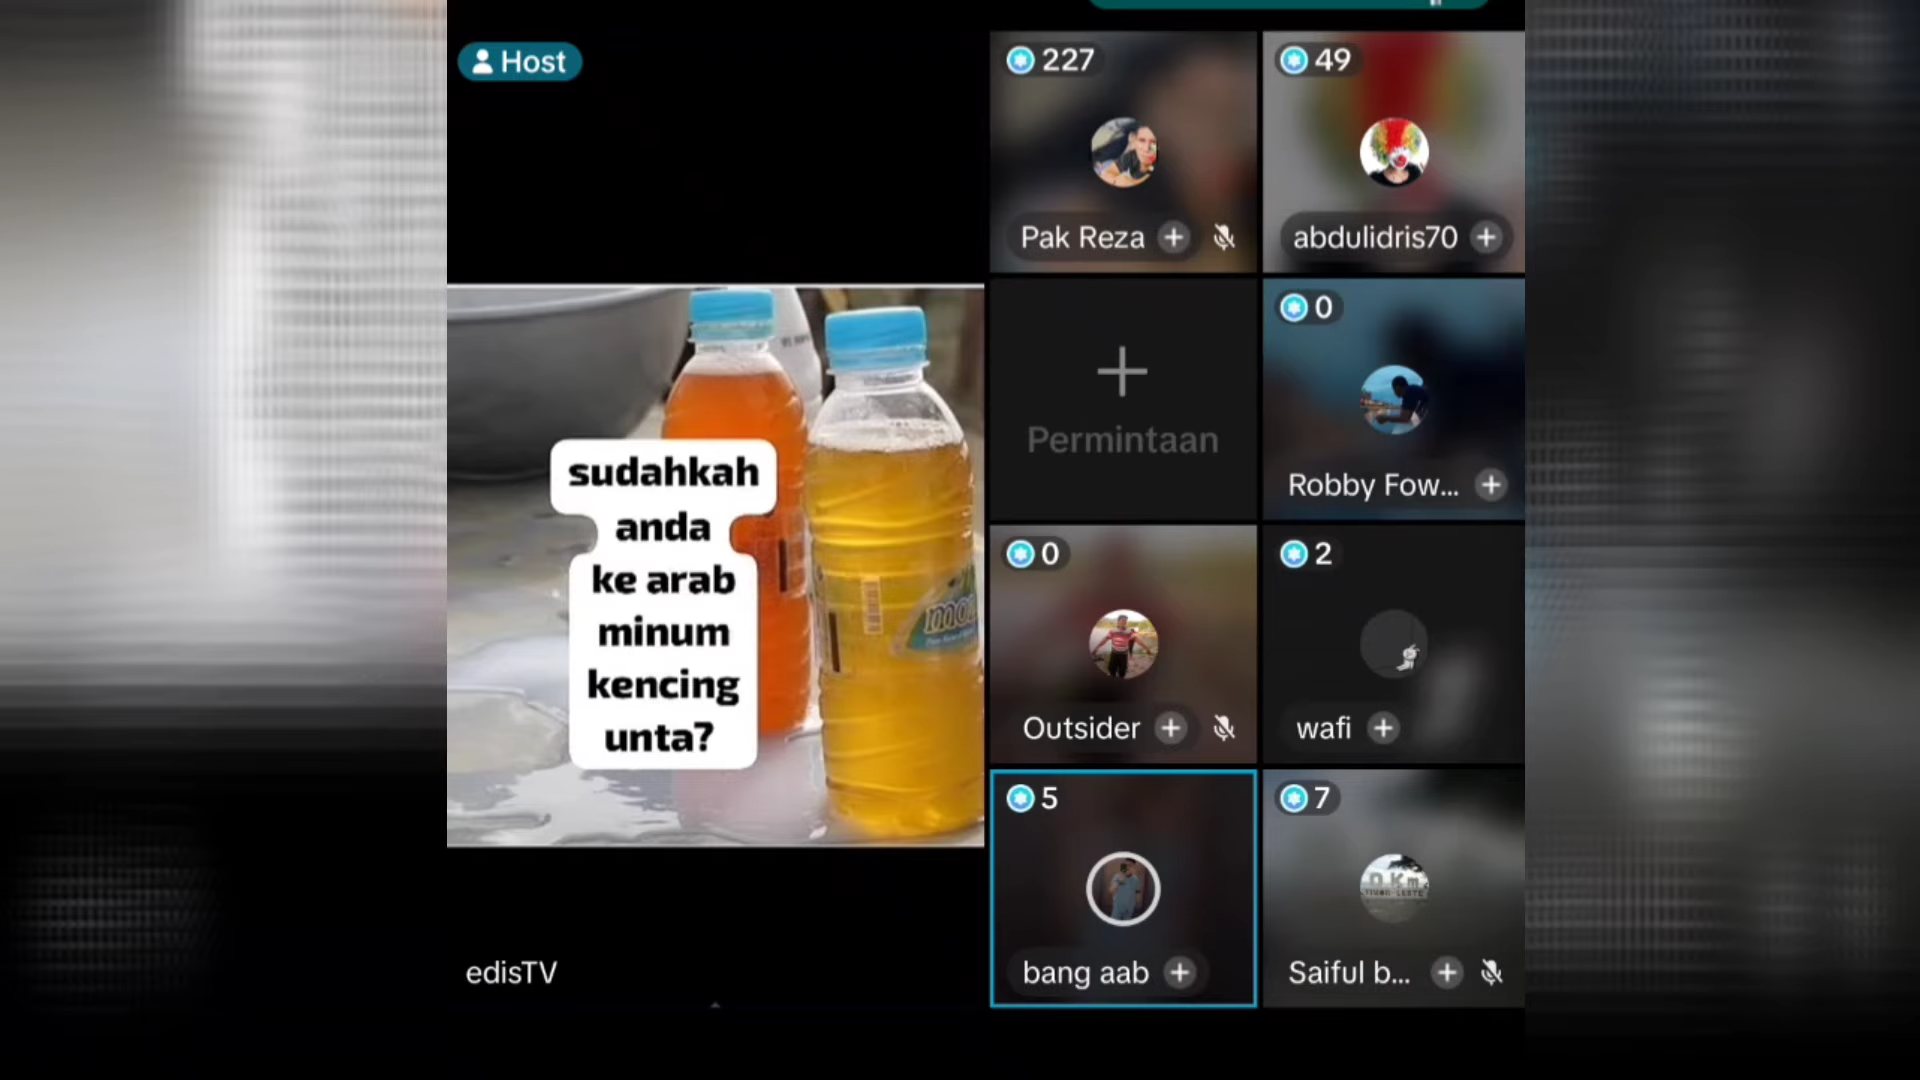 Host
sudahkah
anda
ke arab
minum
kencing
unta?
edisTV
227
Pak Reza
49
abdulidris70
Permintaan
0
Robby Fow...
0
Outsider
2
wafi
5
bang aab
7
Saiful b...